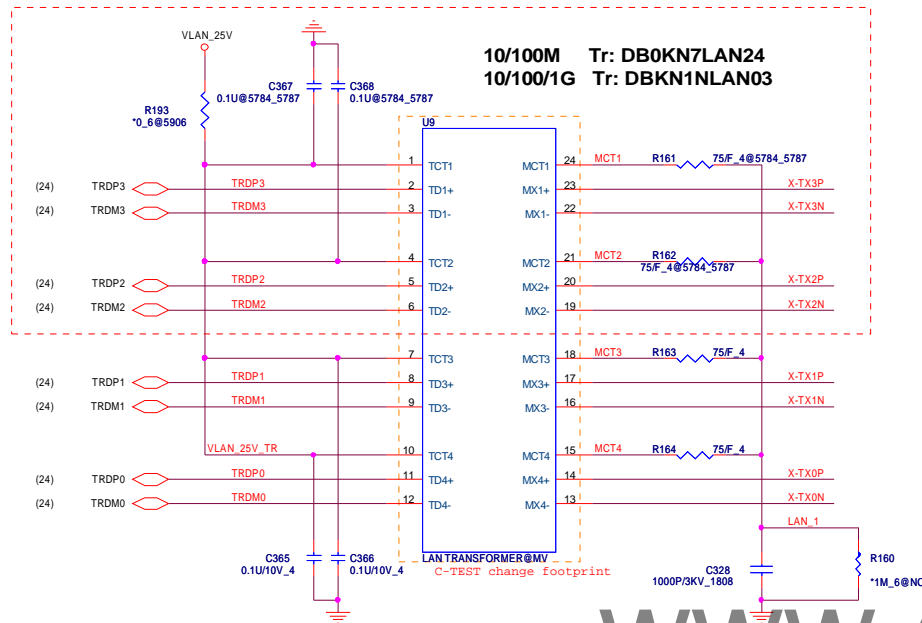 VLAN_25V
10/100M Tr: DB0KN7LAN24
10/100/1G Tr: DBKN1NLAN03
C367
0.1U@5784_5787
C368
0.1U@5784_5787
R193
*0_6@5906
U9
1 TCT1 MCT1 24 MCT1 R161 75/F_4@5784_5787
(24) TRDP3 TRDP3 2 TD1+ MX1+ 23 X-TX3P
(24) TRDM3 TRDM3 3 TD1- MX1- 22 X-TX3N
4 TCT2 MCT2 21 MCT2 R162
75/F_4@5784_5787
(24) TRDP2 TRDP2 5 TD2+ MX2+ 20 X-TX2P
(24) TRDM2 TRDM2 6 TD2- MX2- 19 X-TX2N
7 TCT3 MCT3 18 MCT3 R163 75/F_4
(24) TRDP1 TRDP1 8 TD3+ MX3+ 17 X-TX1P
(24) TRDM1 TRDM1 9 TD3- MX3- 16 X-TX1N
VLAN_25V_TR 10 TCT4 MCT4 15 MCT4 R164 75/F_4
(24) TRDP0 TRDP0 11 TD4+ MX4+ 14 X-TX0P
(24) TRDM0 TRDM0 12 TD4- MX4- 13 X-TX0N
LAN_1
C365
0.1U/10V_4
C366
0.1U/10V_4
LAN TRANSFORMER@MV
C-TEST change footprint
C328
1000P/3KV_1808
R160